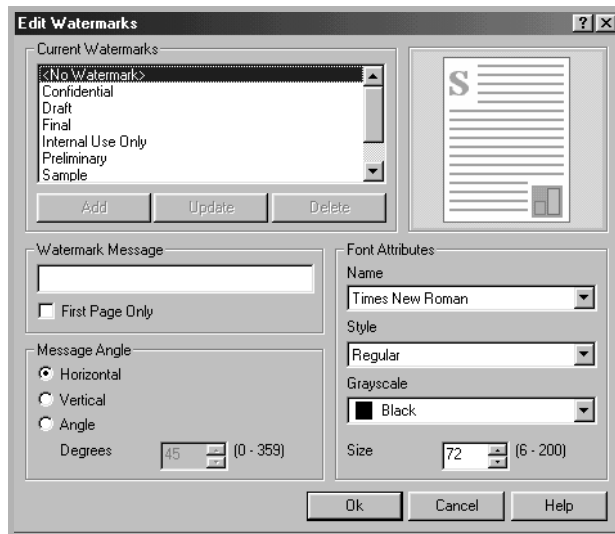 Edit Watermarks
Current Watermarks
<No Watermark>
Confidential
Draft
Final
Internal Use Only
Preliminary
Sample
Add Update Delete
S
Watermark Message
First Page Only
Message Angle
Horizontal
Vertical
Angle
Degrees 45 (0 - 359)
Font Attributes
Name
Times New Roman
Style
Regular
Grayscale
Black
Size 72 (6 - 200)
Ok Cancel Help